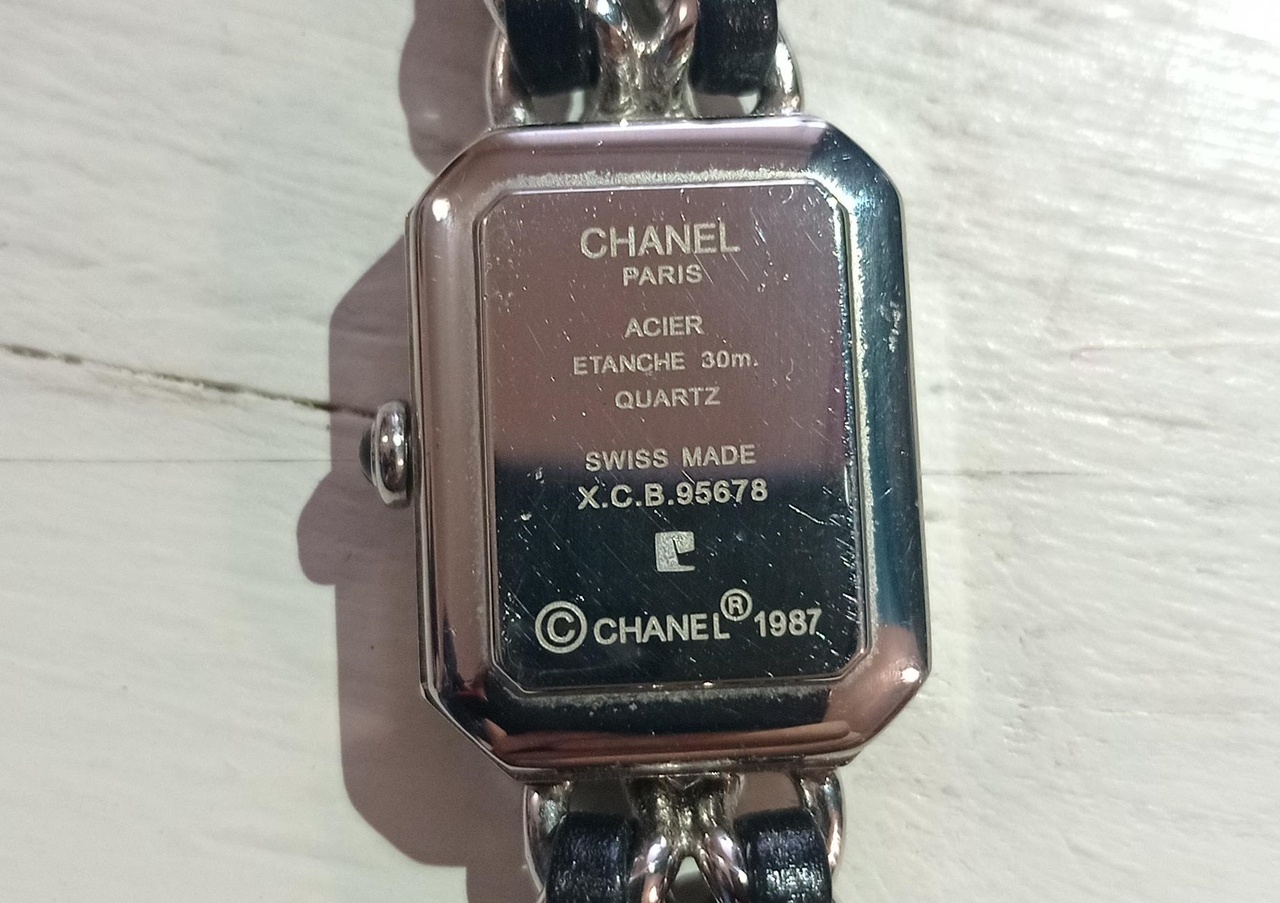 CHANEL
PARIS
ACIER
ETANCHE 30m.
QUARTZ
SWISS MADE
X.C.B.95678
© CHANEL® 1987